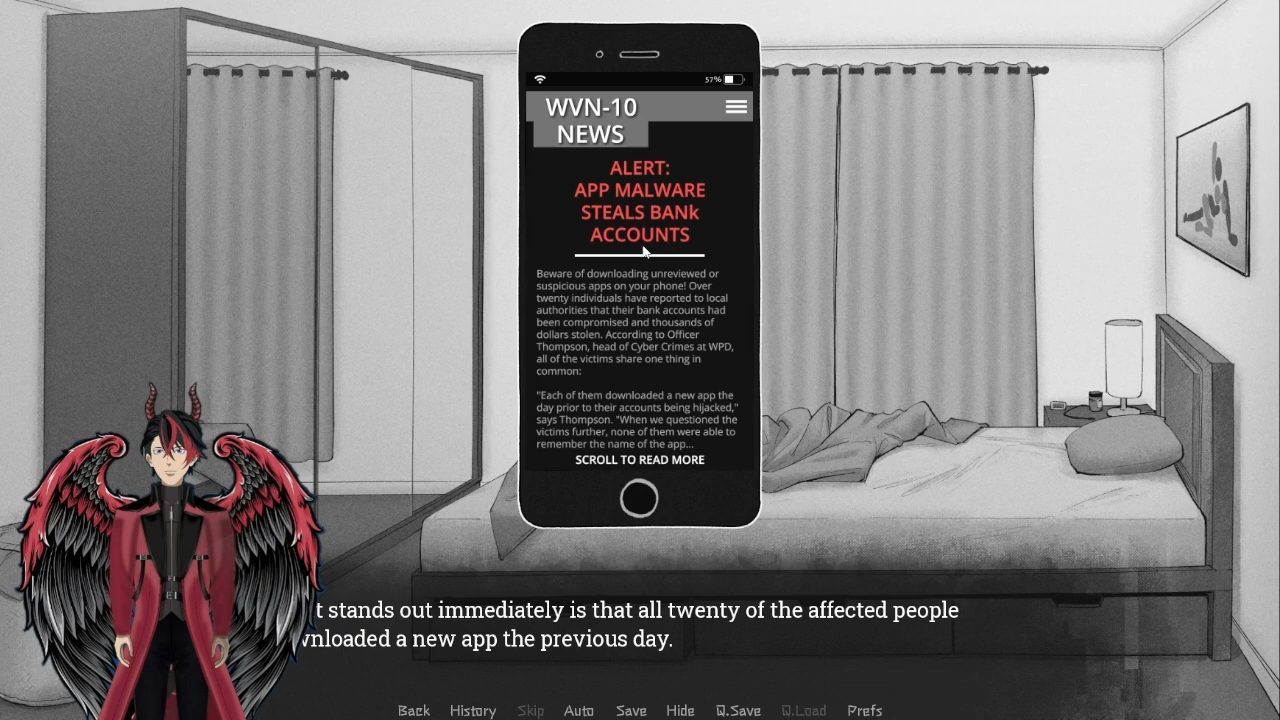 57%
WVN-10
NEWS
ALERT:
APP MALWARE
STEALS BANk
ACCOUNTS
Beware of downloading unreviewed or
suspicious apps on your phone! Over
twenty individuals have reported to local
authorities that their bank accounts had
been compromised and thousands of
dollars stolen. According to Officer
Thompson, head of Cyber Crimes at WPD,
all of the victims share one thing in
common:
"Each of them downloaded a new app the
day prior to their accounts being hijacked,"
says Thompson. "When we questioned the
victims further, none of them were able to
remember the name of the app...
SCROLL TO READ MORE
t stands out immediately is that all twenty of the affected people
wnloaded a new app the previous day.
Back History Skip Auto Save Hide Q.Save Q.Load Prefs